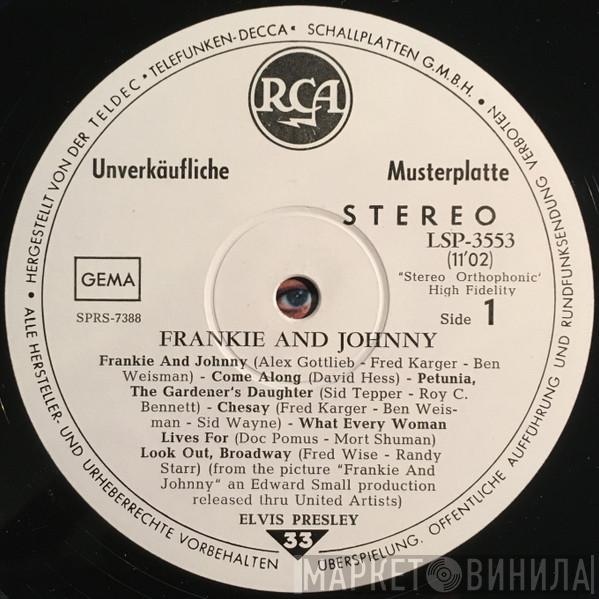 • HERGESTELLT VON DER TELDEC • TELEFUNKEN-DECCA • SCHALLPLATTEN G.M.B.H. •
ALLE HERSTELLER- UND URHEBERRECHTE VORBEHALTEN
ÜBERSPIELUNG, ÖFFENTLICHE AUFFÜHRUNG UND RUNDFUNKSENDUNG VERBOTEN
RCA
Unverkäufliche Musterplatte
STEREO
LSP-3553
(11'02)
"Stereo Orthophonic'
High Fidelity
GEMA
SPRS-7388
Side 1
FRANKIE AND JOHNNY
Frankie And Johnny (Alex Gottlieb - Fred Karger - Ben
Weisman) - Come Along (David Hess) - Petunia,
The Gardener's Daughter (Sid Tepper - Roy C.
Bennett) - Chesay (Fred Karger - Ben Weis-
man - Sid Wayne) - What Every Woman
Lives For (Doc Pomus - Mort Shuman)
Look Out, Broadway (Fred Wise - Randy
Starr) (from the picture "Frankie And
Johnny" an Edward Small production
released thru United Artists)
ELVIS PRESLEY
33
МАРКЕТ ВИНИЛА